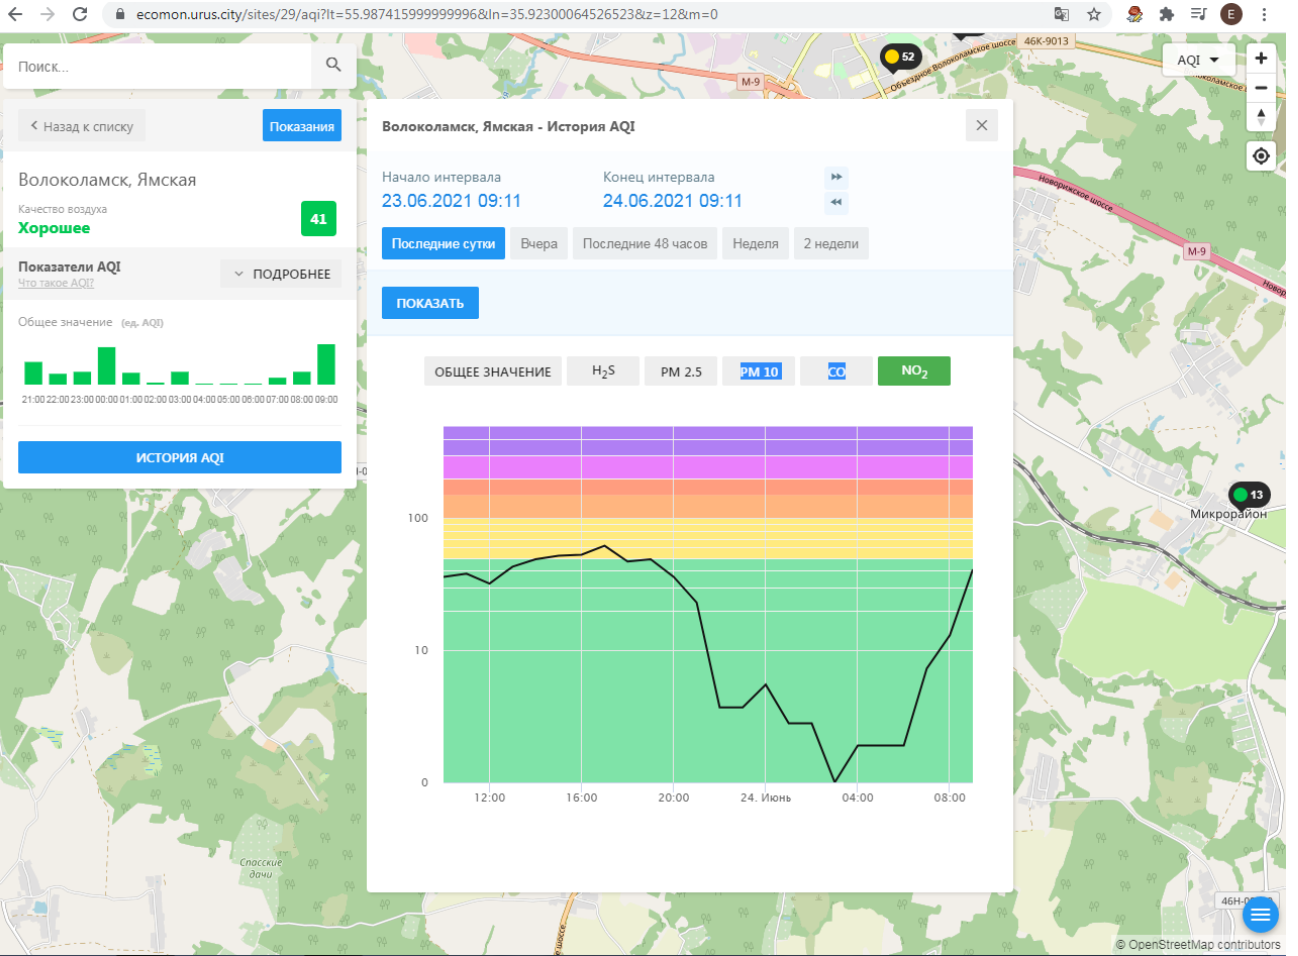 ecomon.urus.city/sites/29/aqi?lt=55.987415999999996&ln=35.92300064526523&z=12&m=0
E
Поиск...
Назад к списку
Показания
Волоколамск, Ямская
Качество воздуха
Хорошее
41
Показатели AQI
Что такое AQI?
ПОДРОБНЕЕ
Общее значение (ед. AQI)
21:00 22:00 23:00 00:00 01:00 02:00 03:00 04:00 05:00 06:00 07:00 08:00 09:00
ИСТОРИЯ AQI
Волоколамск, Ямская - История AQI
Начало интервала
Конец интервала
23.06.2021 09:11
24.06.2021 09:11
Последние сутки
Вчера
Последние 48 часов
Неделя
2 недели
ПОКАЗАТЬ
ОБЩЕЕ ЗНАЧЕНИЕ
H2S
PM 2.5
PM 10
CO
NO2
100
10
0
12:00
16:00
20:00
24. Июнь
04:00
08:00
M-9
52
46K-9013
Объездное Волоколамское шоссе
AQI
Новорижское шоссе
M-9
13
Микрорайон
Спасские
дачи
© OpenStreetMap contributors